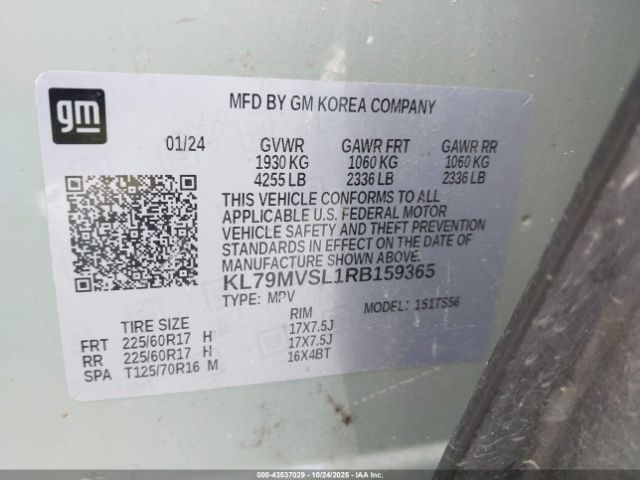 gm
MFD BY GM KOREA COMPANY
01/24 GVWR GAWR FRT GAWR RR
1930 KG 1060 KG 1060 KG
4255 LB 2336 LB 2336 LB
THIS VEHICLE CONFORMS TO ALL
APPLICABLE U.S. FEDERAL MOTOR
VEHICLE SAFETY AND THEFT PREVENTION
STANDARDS IN EFFECT ON THE DATE OF
MANUFACTURE SHOWN ABOVE.
KL79MVSL1RB159365
TYPE: MPV MODEL: 1S1TS56
TIRE SIZE RIM
FRT 225/60R17 H 17X7.5J
RR 225/60R17 H 17X7.5J
SPA T125/70R16 M 16X4BT
000-43537029 - 10/24/2025 - IAAI.COM